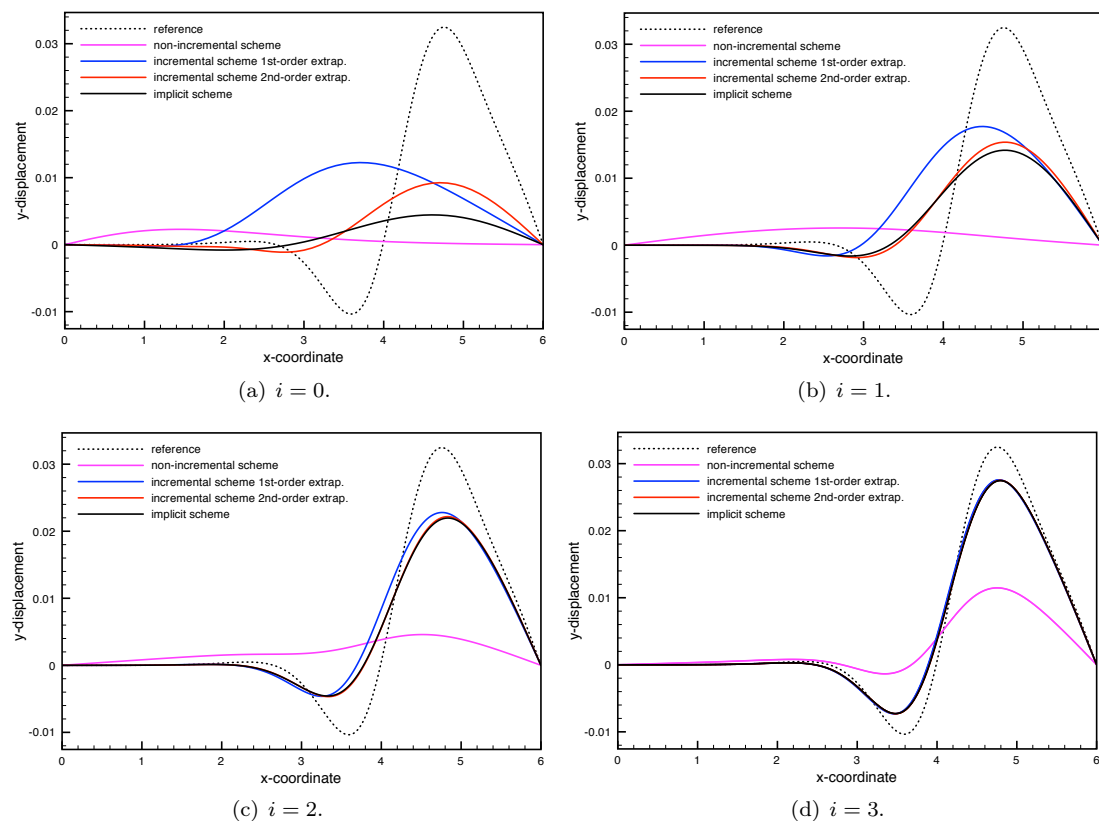 reference
non-incremental scheme
incremental scheme 1st-order extrap.
incremental scheme 2nd-order extrap.
implicit scheme
0.03
0.02
0.01
0
-0.01
y-displacement
0 1 2 3 4 5 6
x-coordinate
(a) i = 0.
reference
non-incremental scheme
incremental scheme 1st-order extrap.
incremental scheme 2nd-order extrap.
implicit scheme
0.03
0.02
0.01
0
-0.01
y-displacement
0 1 2 3 4 5
x-coordinate
(b) i = 1.
reference
non-incremental scheme
incremental scheme 1st-order extrap.
incremental scheme 2nd-order extrap.
implicit scheme
0.03
0.02
0.01
0
-0.01
y-displacement
0 1 2 3 4 5 6
x-coordinate
(c) i = 2.
reference
non-incremental scheme
incremental scheme 1st-order extrap.
incremental scheme 2nd-order extrap.
implicit scheme
0.03
0.02
0.01
0
-0.01
y-displacement
0 1 2 3 4 5 6
x-coordinate
(d) i = 3.